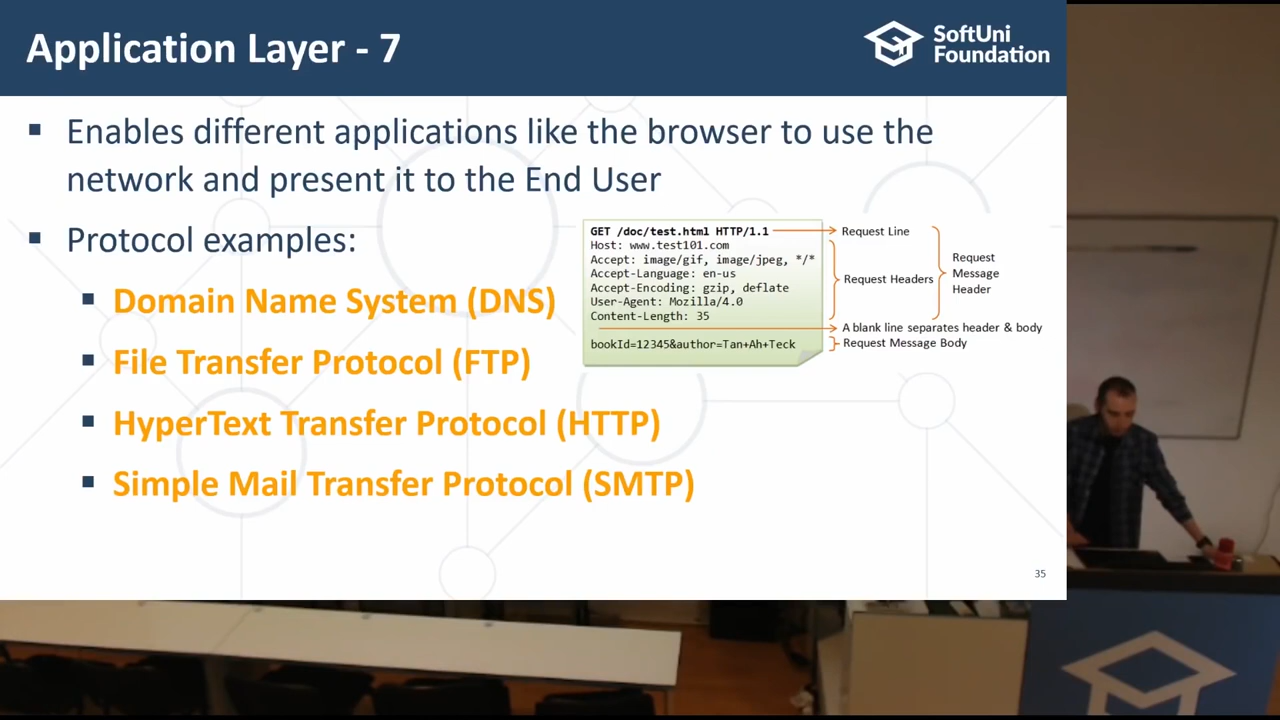 Application Layer - 7
SoftUni
Foundation
Enables different applications like the browser to use the
network and present it to the End User
Protocol examples:
Domain Name System (DNS)
File Transfer Protocol (FTP)
HyperText Transfer Protocol (HTTP)
Simple Mail Transfer Protocol (SMTP)
GET /doc/test.html HTTP/1.1
Host: www.test101.com
Accept: image/gif, image/jpeg, */*
Accept-Language: en-us
Accept-Encoding: gzip, deflate
User-Agent: Mozilla/4.0
Content-Length: 35
bookId=12345&author=Tan+Ah+Teck
Request Line
Request Headers
Request
Message
Header
A blank line separates header & body
Request Message Body
35